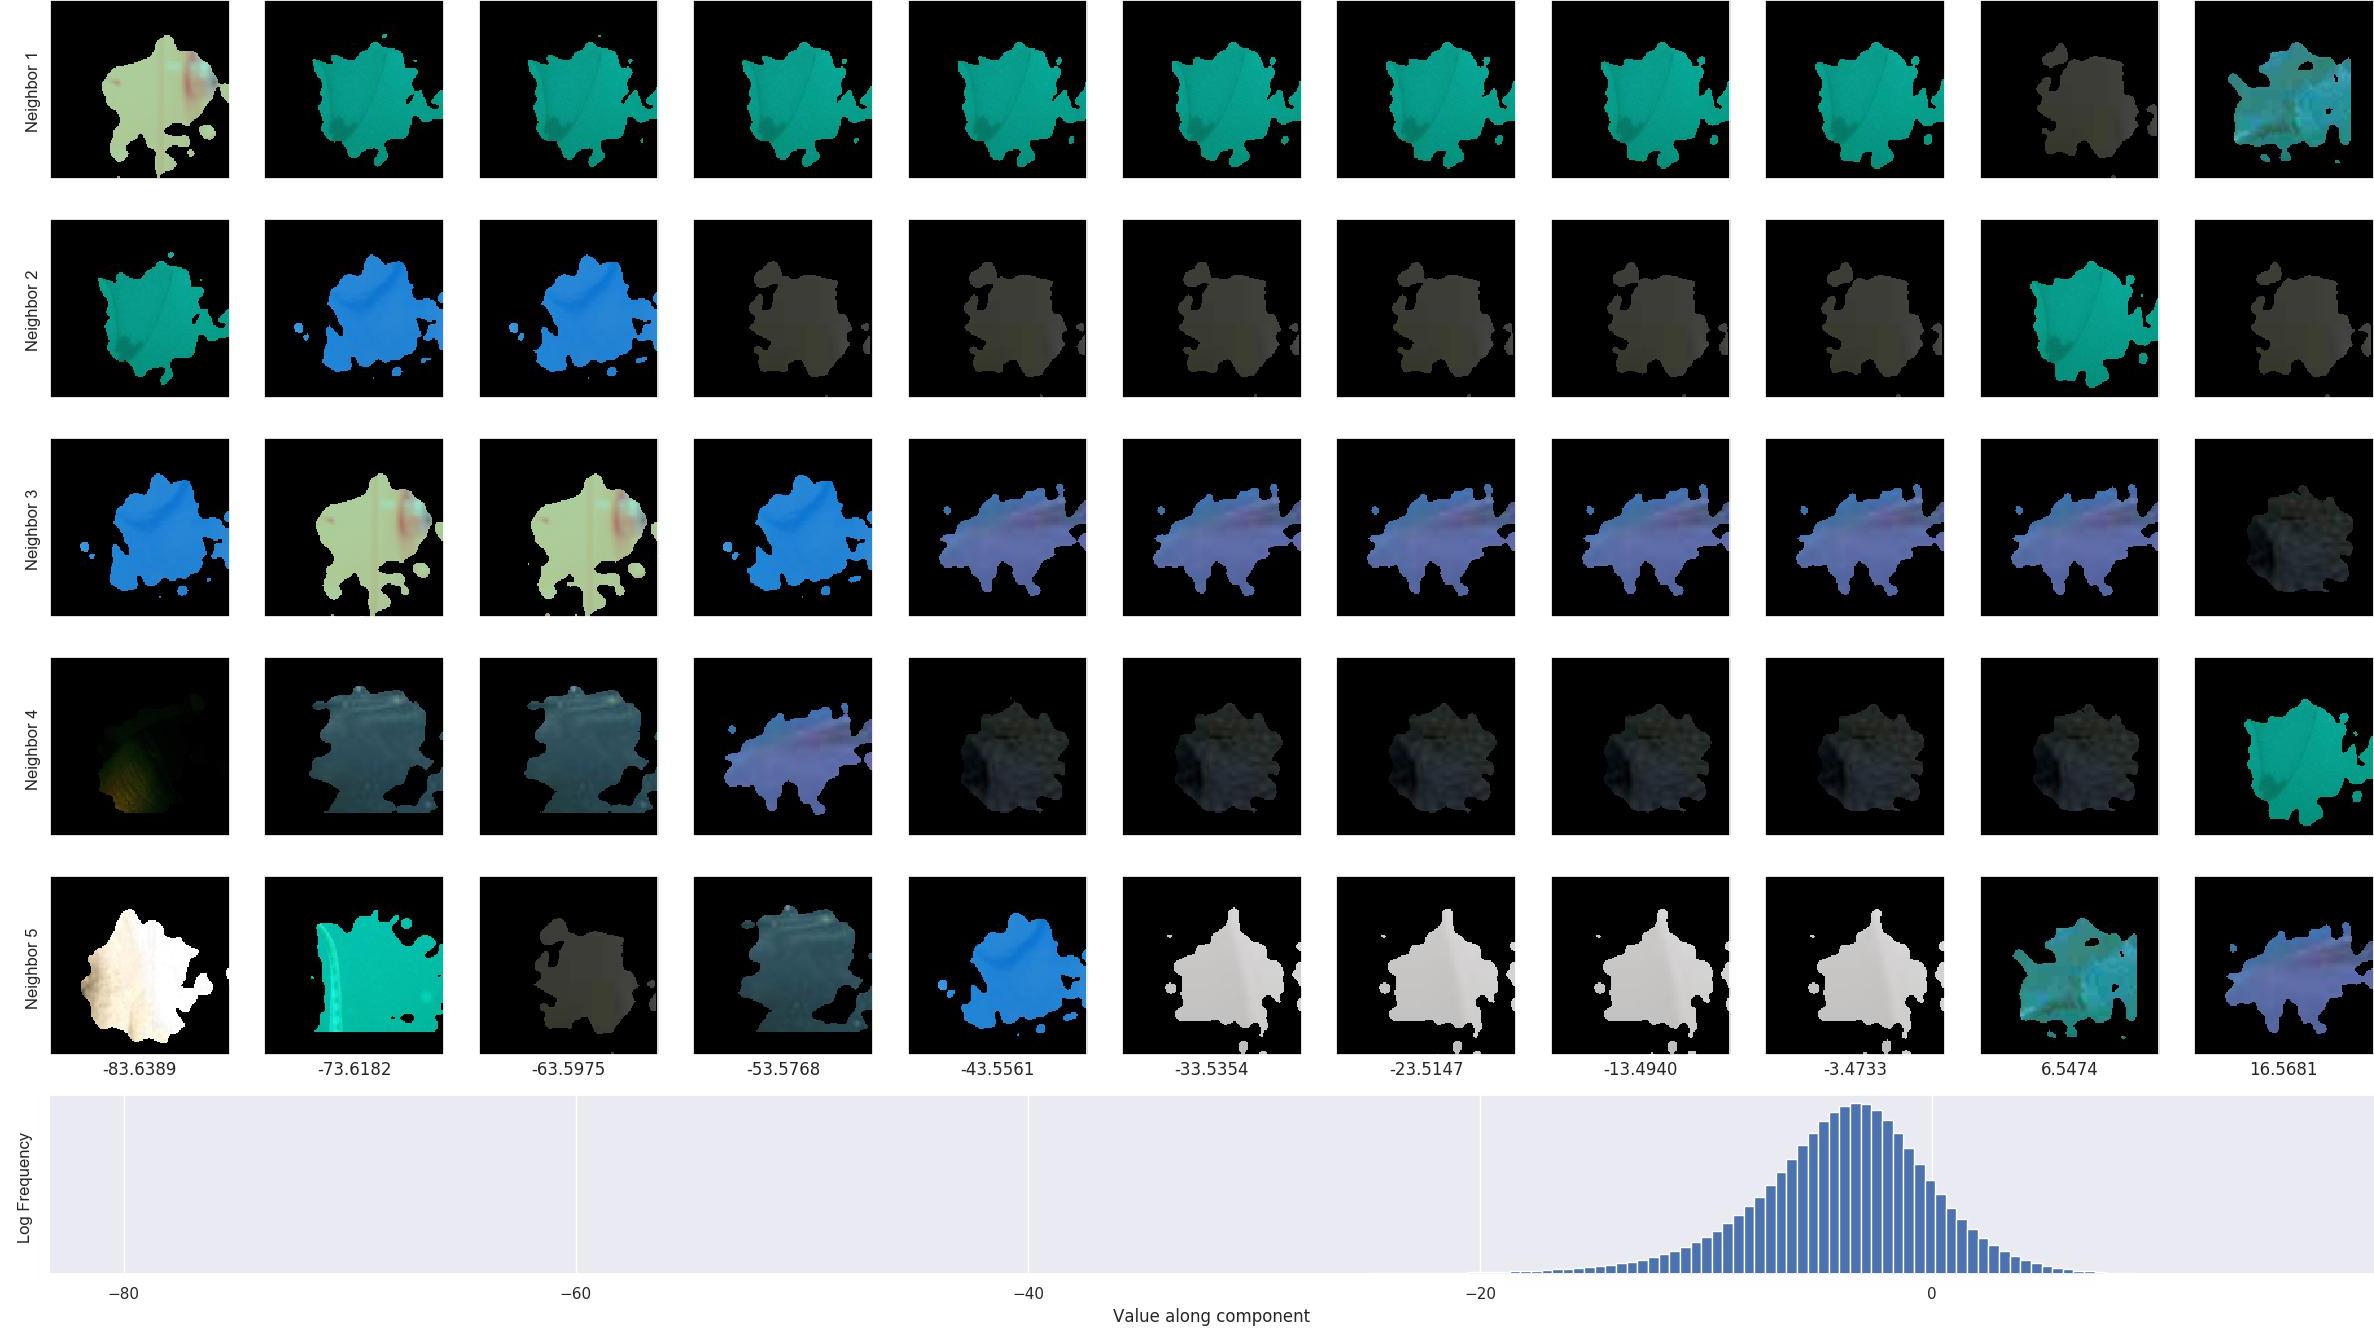 Neighbor 1
Neighbor 2
Neighbor 3
Neighbor 4
Neighbor 5
-83.6389 -73.6182 -63.5975 -53.5768 -43.5561 -33.5354 -23.5147 -13.4940 -3.4733 6.5474 16.5681
Log Frequency
−80 −60 −40 −20 0
Value along component